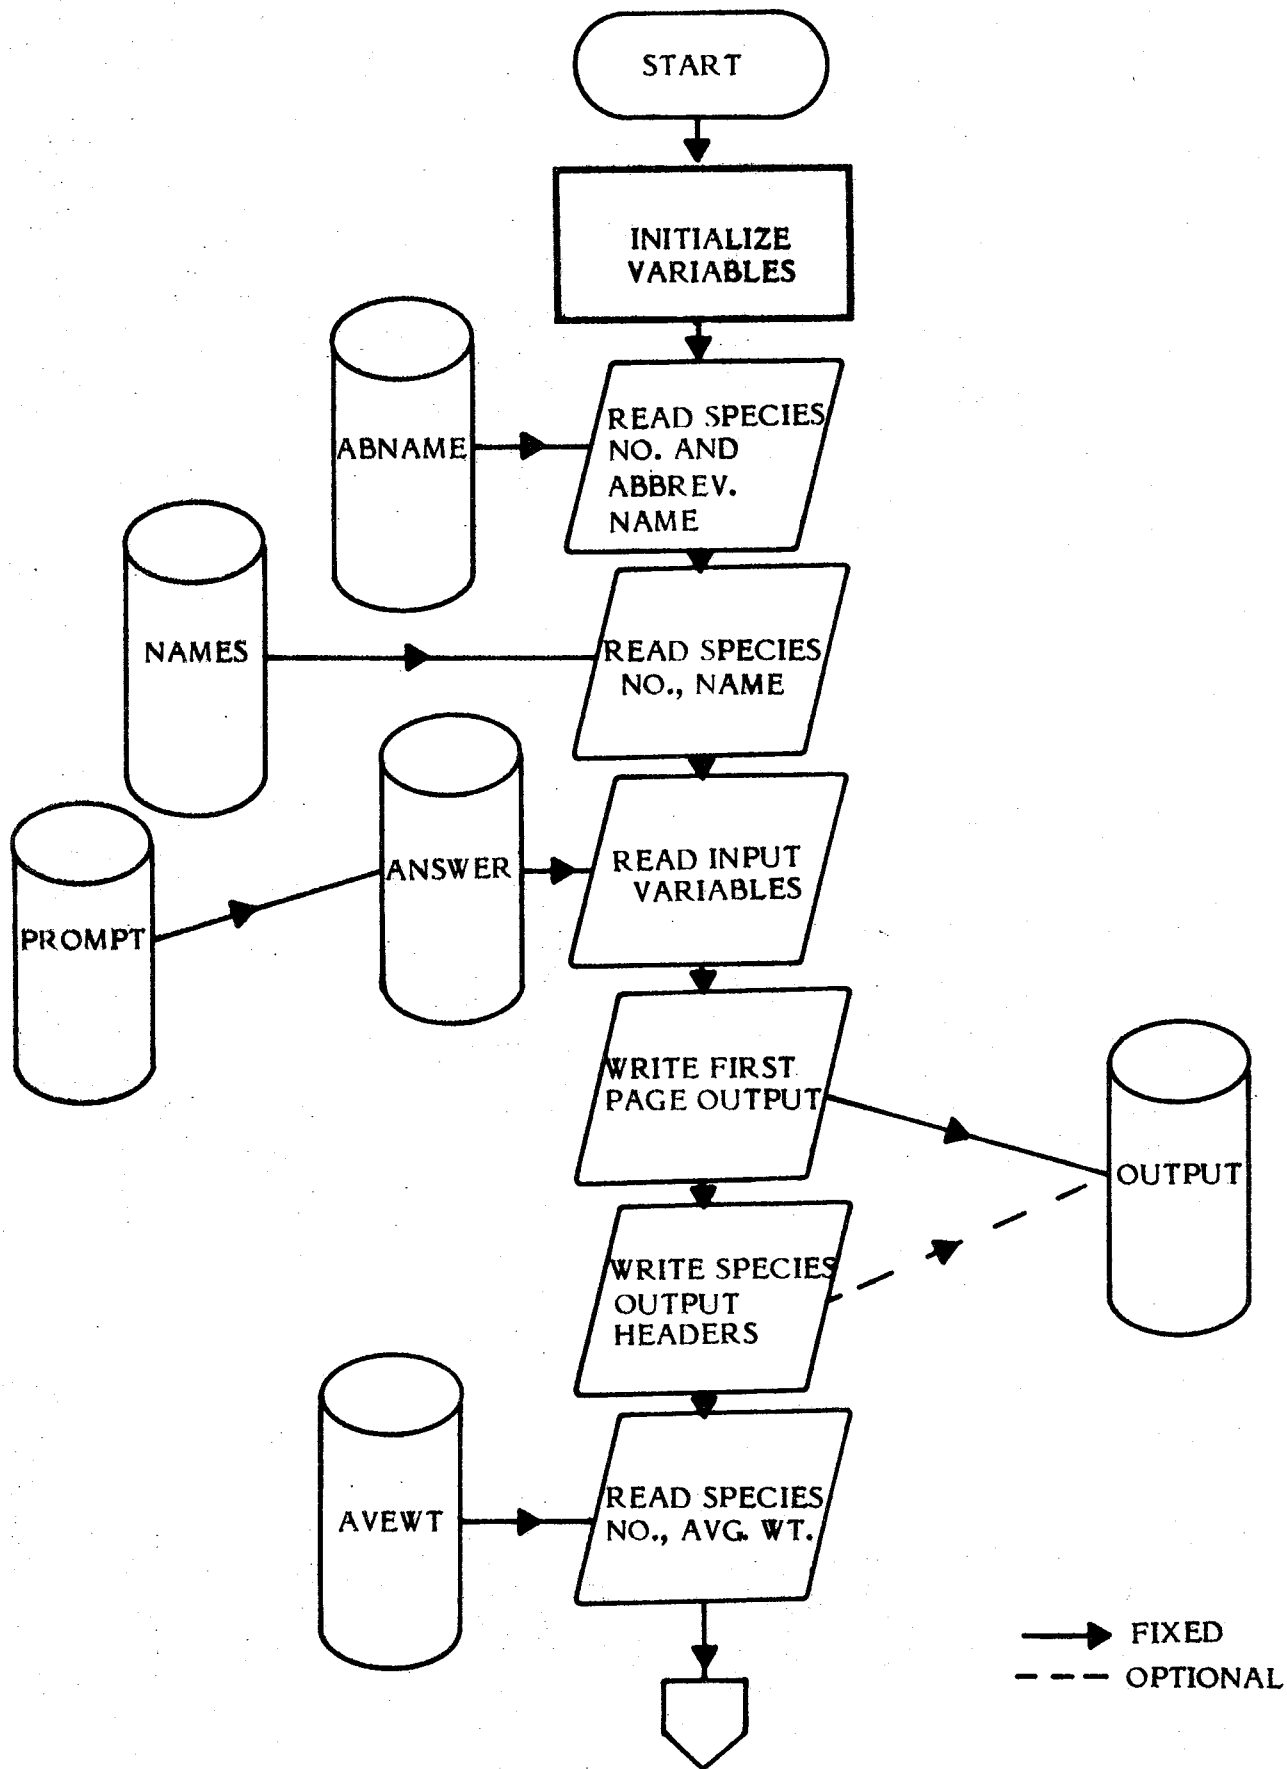 START
INITIALIZE
VARIABLES
ABNAME
READ SPECIES
NO. AND
ABBREV.
NAME
NAMES
READ SPECIES
NO., NAME
PROMPT
ANSWER
READ INPUT
VARIABLES
WRITE FIRST
PAGE OUTPUT
OUTPUT
WRITE SPECIES
OUTPUT
HEADERS
AVEWT
READ SPECIES
NO., AVG. WT.
FIXED
OPTIONAL